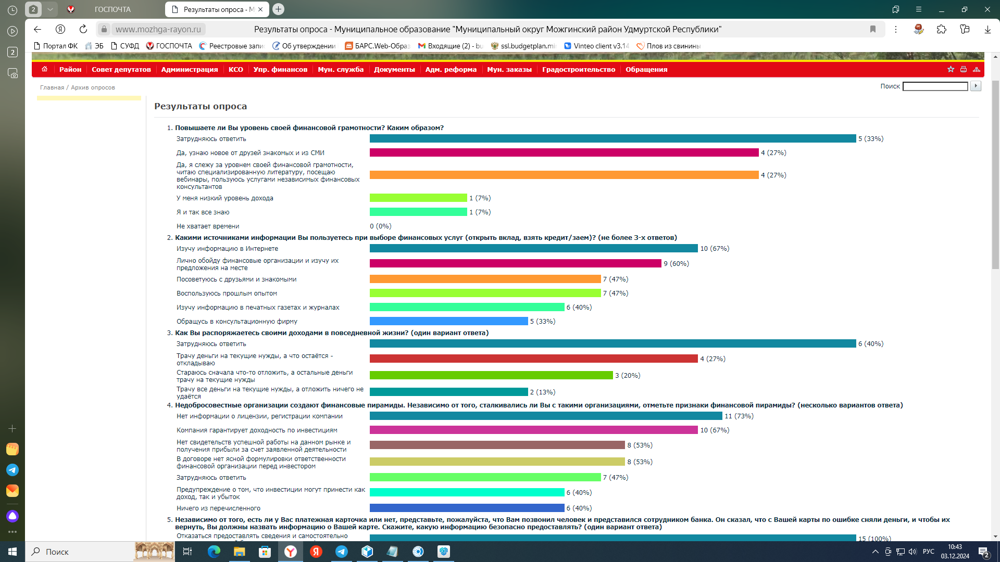 2
ГОСПОЧТА
Результаты опроса - М
www.mozhga-rayon.ru
Результаты опроса - Муниципальное образование "Муниципальный округ Можгинский район Удмуртской Республики"
2
Портал ФК
ЭБ
СУФД
ГОСПОЧТА
Реестровые запи
Об утверждении
БАРС.Web-Образ
Входящие (2) - bu
ssl.budgetplan.mi
Vinteo client v3.14
Плов из свинины
Район
Совет депутатов
Администрация
КСО
Упр. финансов
Мун. служба
Документы
Адм. реформа
Мун. заказы
Градостроительство
Обращения
Главная / Архив опросов
Поиск
Результаты опроса
1. Повышаете ли Вы уровень своей финансовой грамотности? Каким образом?
Затрудняюсь ответить 5 (33%)
Да, узнаю новое от друзей знакомых и из СМИ 4 (27%)
Да, я слежу за уровнем своей финансовой грамотности,
читаю специализированную литературу, посещаю
вебинары, пользуюсь услугами независимых финансовых
консультантов
4 (27%)
У меня низкий уровень дохода 1 (7%)
Я и так все знаю 1 (7%)
Не хватает времени 0 (0%)
2. Какими источниками информации Вы пользуетесь при выборе финансовых услуг (открыть вклад, взять кредит/заем)? (не более 3-х ответов)
Изучу информацию в Интернете 10 (67%)
Лично обойду финансовые организации и изучу их
предложения на месте
9 (60%)
Посоветуюсь с друзьями и знакомыми 7 (47%)
Воспользуюсь прошлым опытом 7 (47%)
Изучу информацию в печатных газетах и журналах 6 (40%)
Обращусь в консультационную фирму 5 (33%)
3. Как Вы распоряжаетесь своими доходами в повседневной жизни? (один вариант ответа)
Затрудняюсь ответить 6 (40%)
Трачу деньги на текущие нужды, а что остаётся -
откладываю
4 (27%)
Стараюсь сначала что-то отложить, а остальные деньги
трачу на текущие нужды
3 (20%)
Трачу все деньги на текущие нужды, а отложить ничего не
удаётся
2 (13%)
4. Недобросовестные организации создают финансовые пирамиды. Независимо от того, сталкивались ли Вы с такими организациями, отметьте признаки финансовой пирамиды? (несколько вариантов ответа)
Нет информации о лицензии, регистрации компании 11 (73%)
Компания гарантирует доходность по инвестициям 10 (67%)
Нет свидетельств успешной работы на данном рынке и
получения прибыли за счет заявленной деятельности
8 (53%)
В договоре нет ясной формулировки ответственности
финансовой организации перед инвестором
8 (53%)
Затрудняюсь ответить 7 (47%)
Предупреждение о том, что инвестиции могут принести как
доход, так и убыток
6 (40%)
Ничего из перечисленного 6 (40%)
5. Независимо от того, есть ли у Вас платежная карточка или нет, представьте, пожалуйста, что Вам позвонил человек и представился сотрудником банка. Он сказал, что с Вашей карты по ошибке сняли деньги, и чтобы их
вернуть, Вы должны назвать информацию о Вашей карте. Скажите, какую информацию безопасно предоставлять? (один вариант ответа)
Отказаться предоставлять сведения и самостоятельно
15 (100%)
Поиск
РУС
10:43
03.12.2024
2